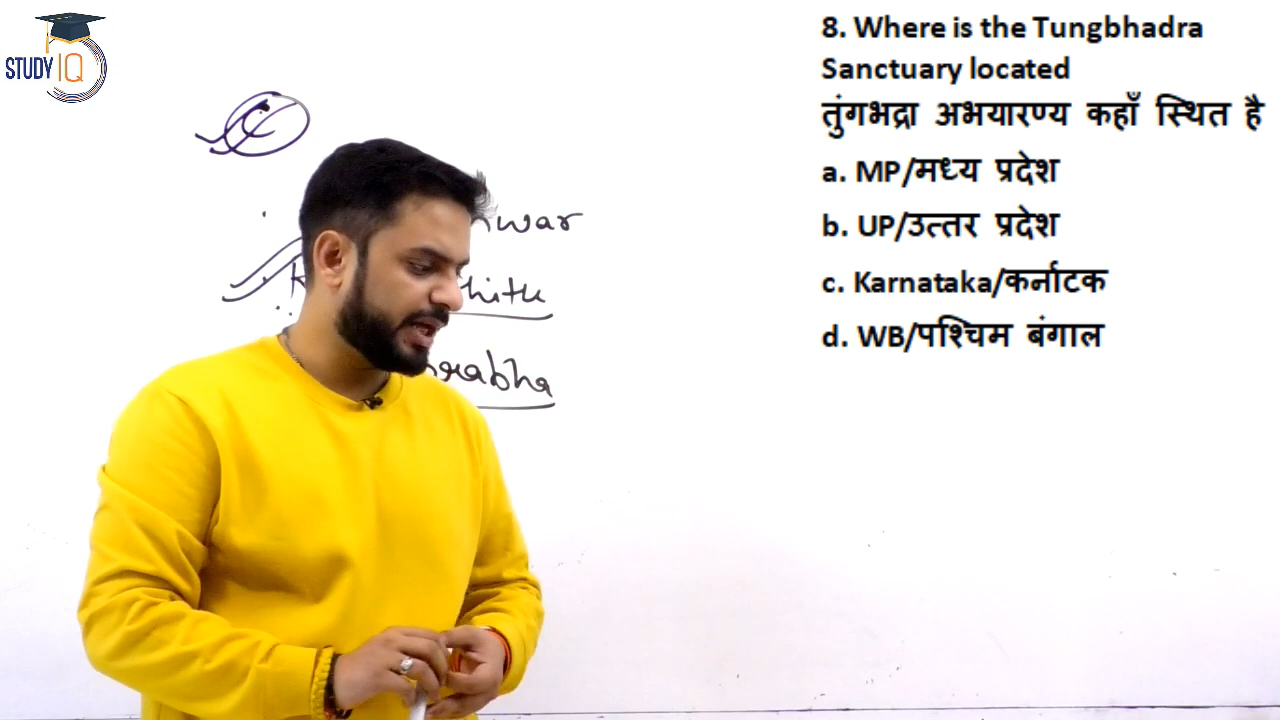 STUDY IQ
8. Where is the Tungbhadra
Sanctuary located
तुंगभद्रा अभयारण्य कहाँ स्थित है
a. MP/मध्य प्रदेश
b. UP/उत्तर प्रदेश
c. Karnataka/कर्नाटक
d. WB/पश्चिम बंगाल